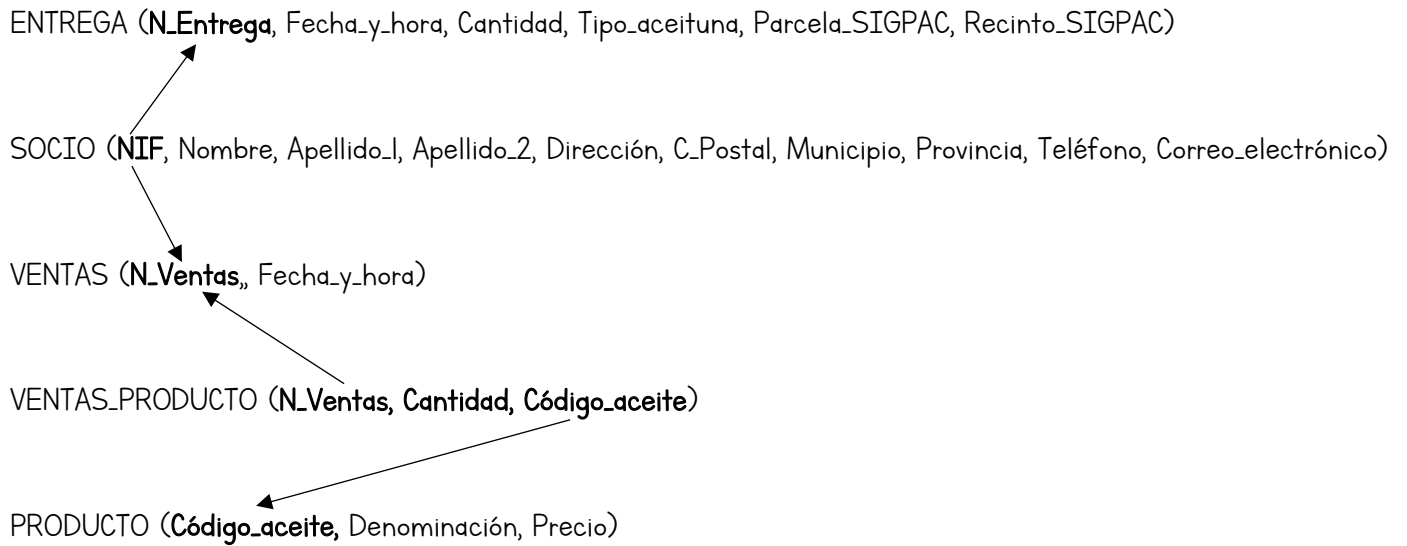 ENTREGA (N_Entrega, Fecha_y_hora, Cantidad, Tipo_aceituna, Parcela_SIGPAC, Recinto_SIGPAC)
SOCIO (NIF, Nombre, Apellido_1, Apellido_2, Dirección, C_Postal, Municipio, Provincia, Teléfono, Correo_electrónico)
VENTAS (N_Ventas,, Fecha_y_hora)
VENTAS_PRODUCTO (N_Ventas, Cantidad, Código_aceite)
PRODUCTO (Código_aceite, Denominación, Precio)